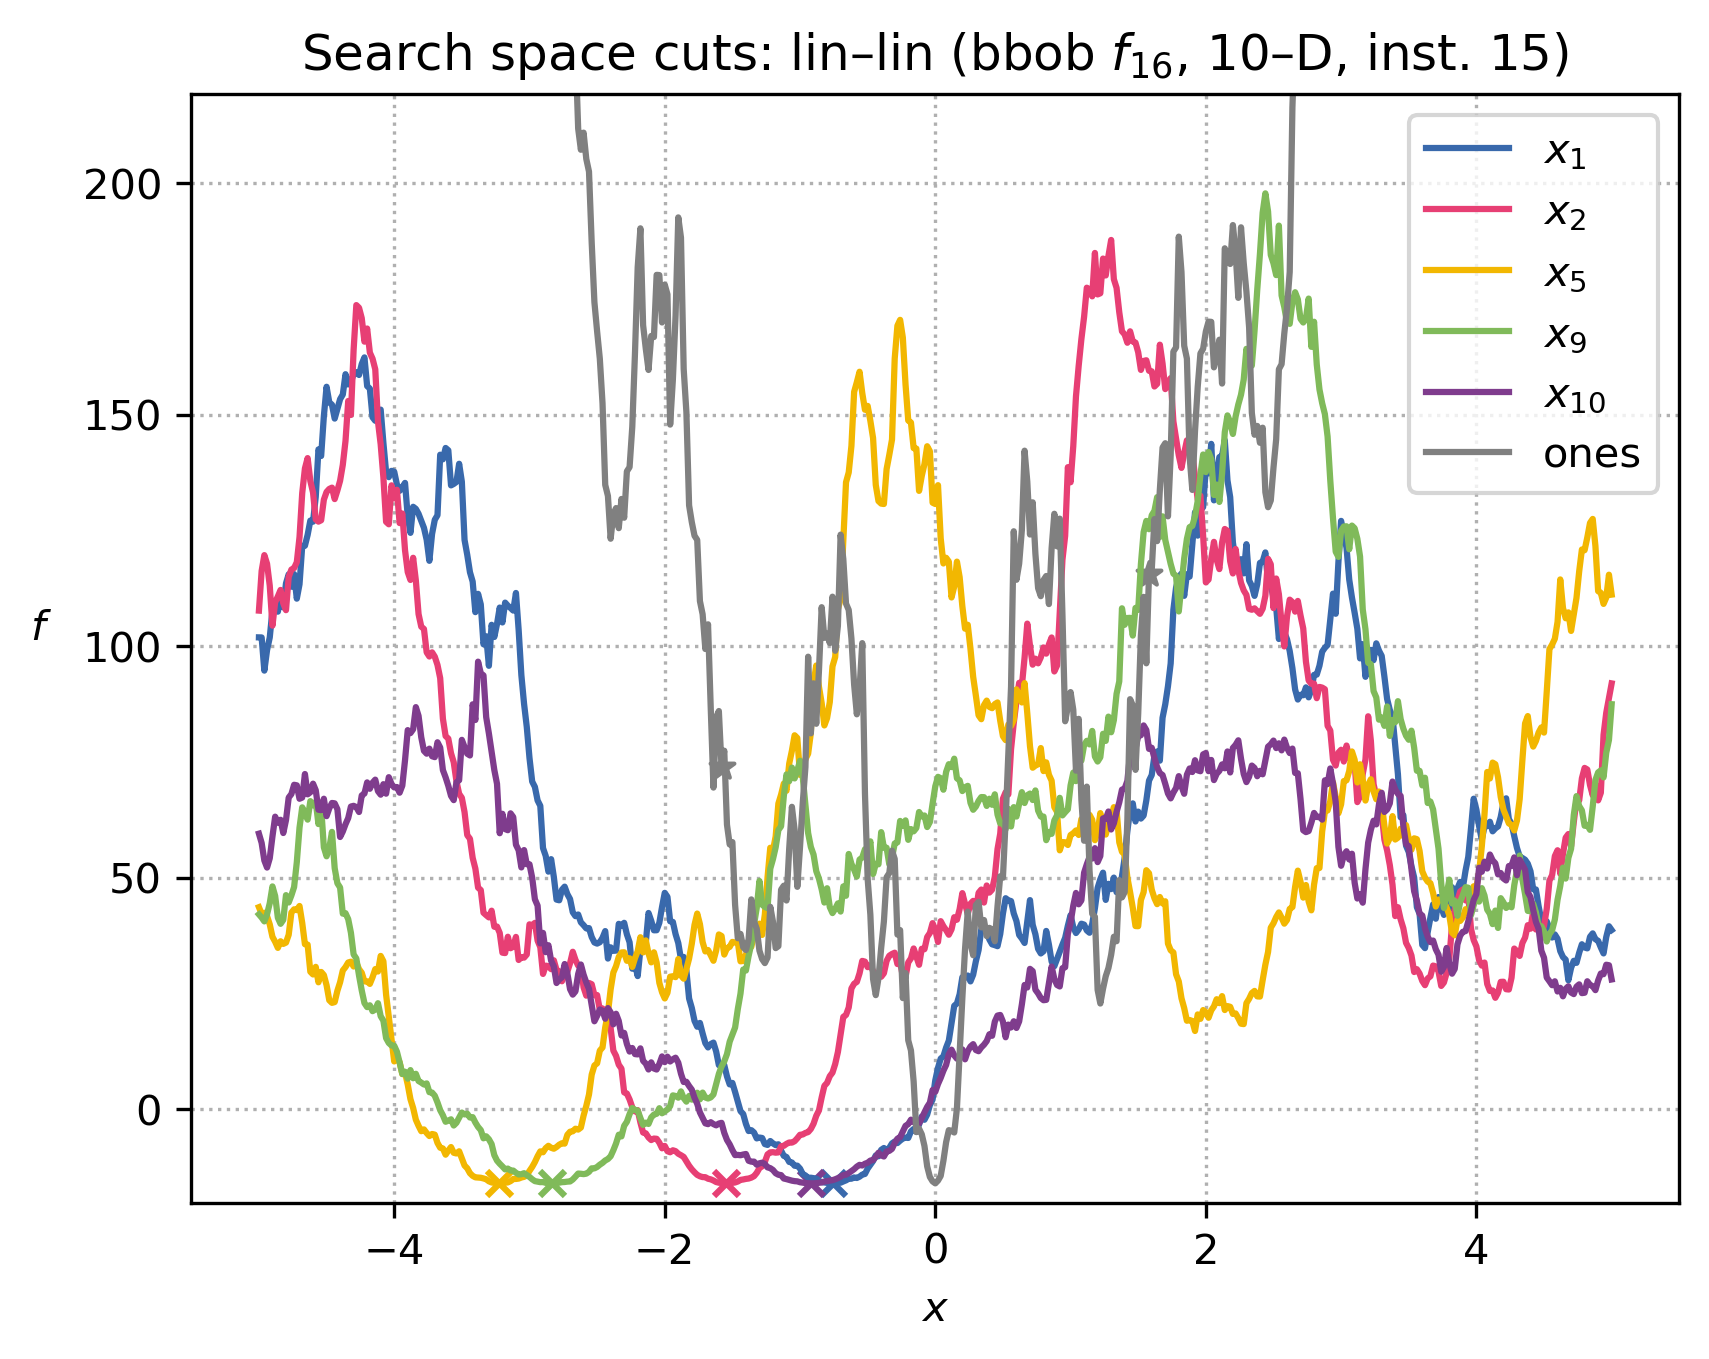 Search space cuts: lin–lin (bbob f₁₆, 10–D, inst. 15)
x₁
x₂
x₅
x₉
x₁₀
ones
200
150
100
50
0
f
−4
−2
0
2
4
x